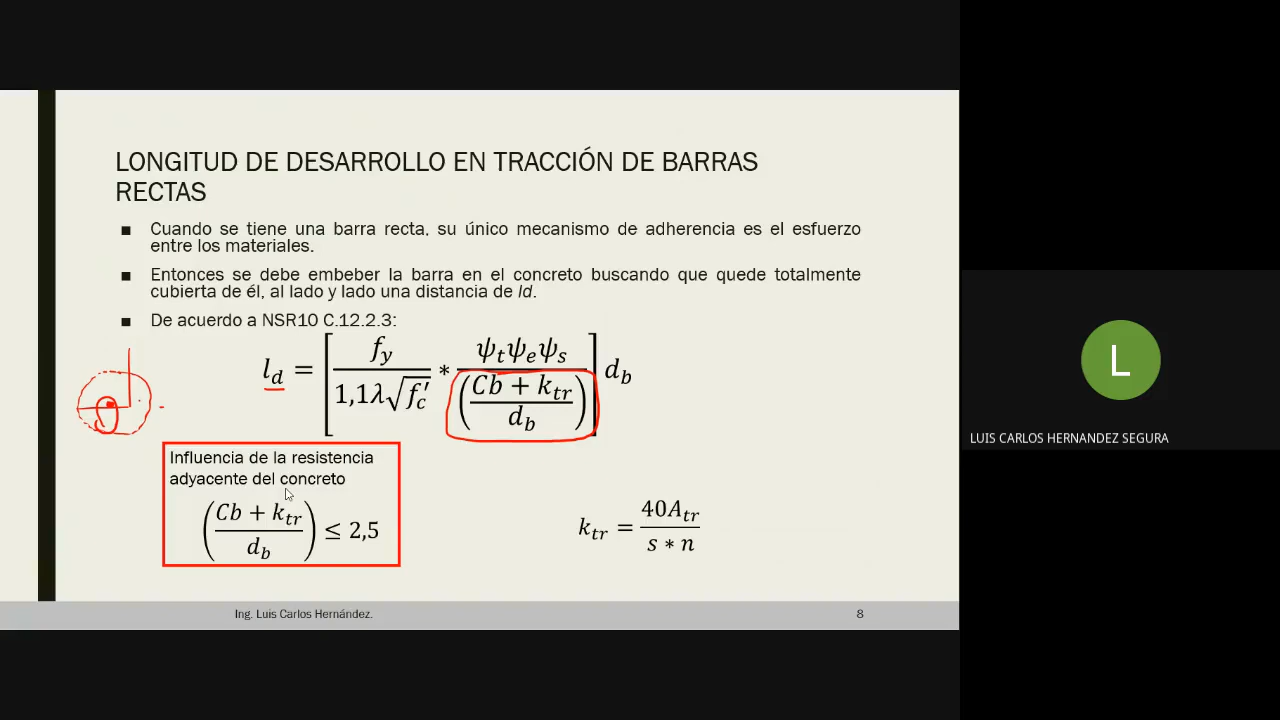 LONGITUD DE DESARROLLO EN TRACCIÓN DE BARRAS
RECTAS
■ Cuando se tiene una barra recta, su único mecanismo de adherencia es el esfuerzo
entre los materiales.
■ Entonces se debe embeber la barra en el concreto buscando que quede totalmente
cubierta de él, al lado y lado una distancia de ld.
■ De acuerdo a NSR10 C.12.2.3:
l_d = [ f_y / (1,1λ√f'_c) * ψ_tψ_eψ_s / ((Cb + k_tr) / d_b) ] d_b
Influencia de la resistencia
adyacente del concreto
((Cb + k_tr) / d_b) ≤ 2,5
k_tr = 40A_tr / (s * n)
Ing. Luis Carlos Hernández.
8
L
LUIS CARLOS HERNANDEZ SEGURA